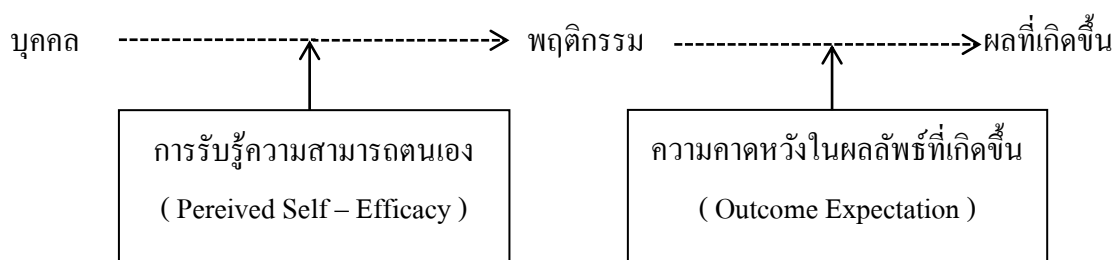 บุคคล พฤติกรรม ผลที่เกิดขึ้น
การรับรู้ความสามารถตนเอง
( Pereived Self – Efficacy )
ความคาดหวังในผลลัพธ์ที่เกิดขึ้น
( Outcome Expectation )